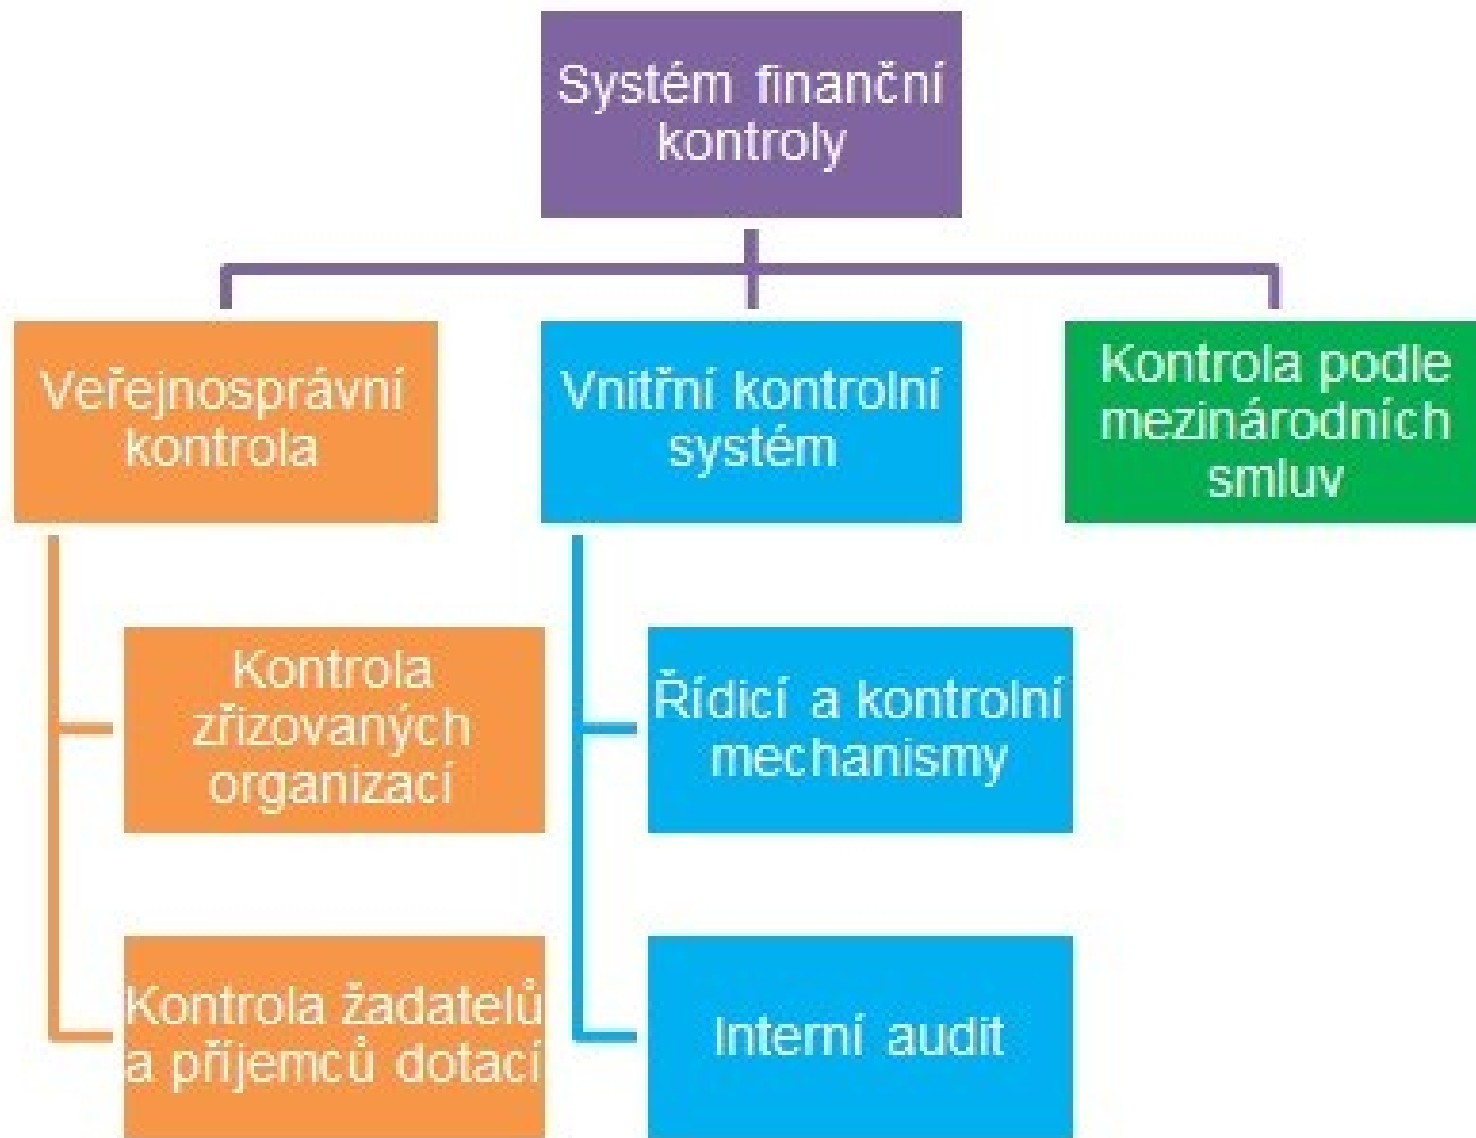 Systém finanční
kontroly
Veřejnosprávní
kontrola
Vnitřní kontrolní
systém
Kontrola podle
mezinárodních
smluv
Kontrola
zřizovaných
organizací
Řídicí a kontrolní
mechanismy
Kontrola žadatelů
a příjemců dotací
Interní audit